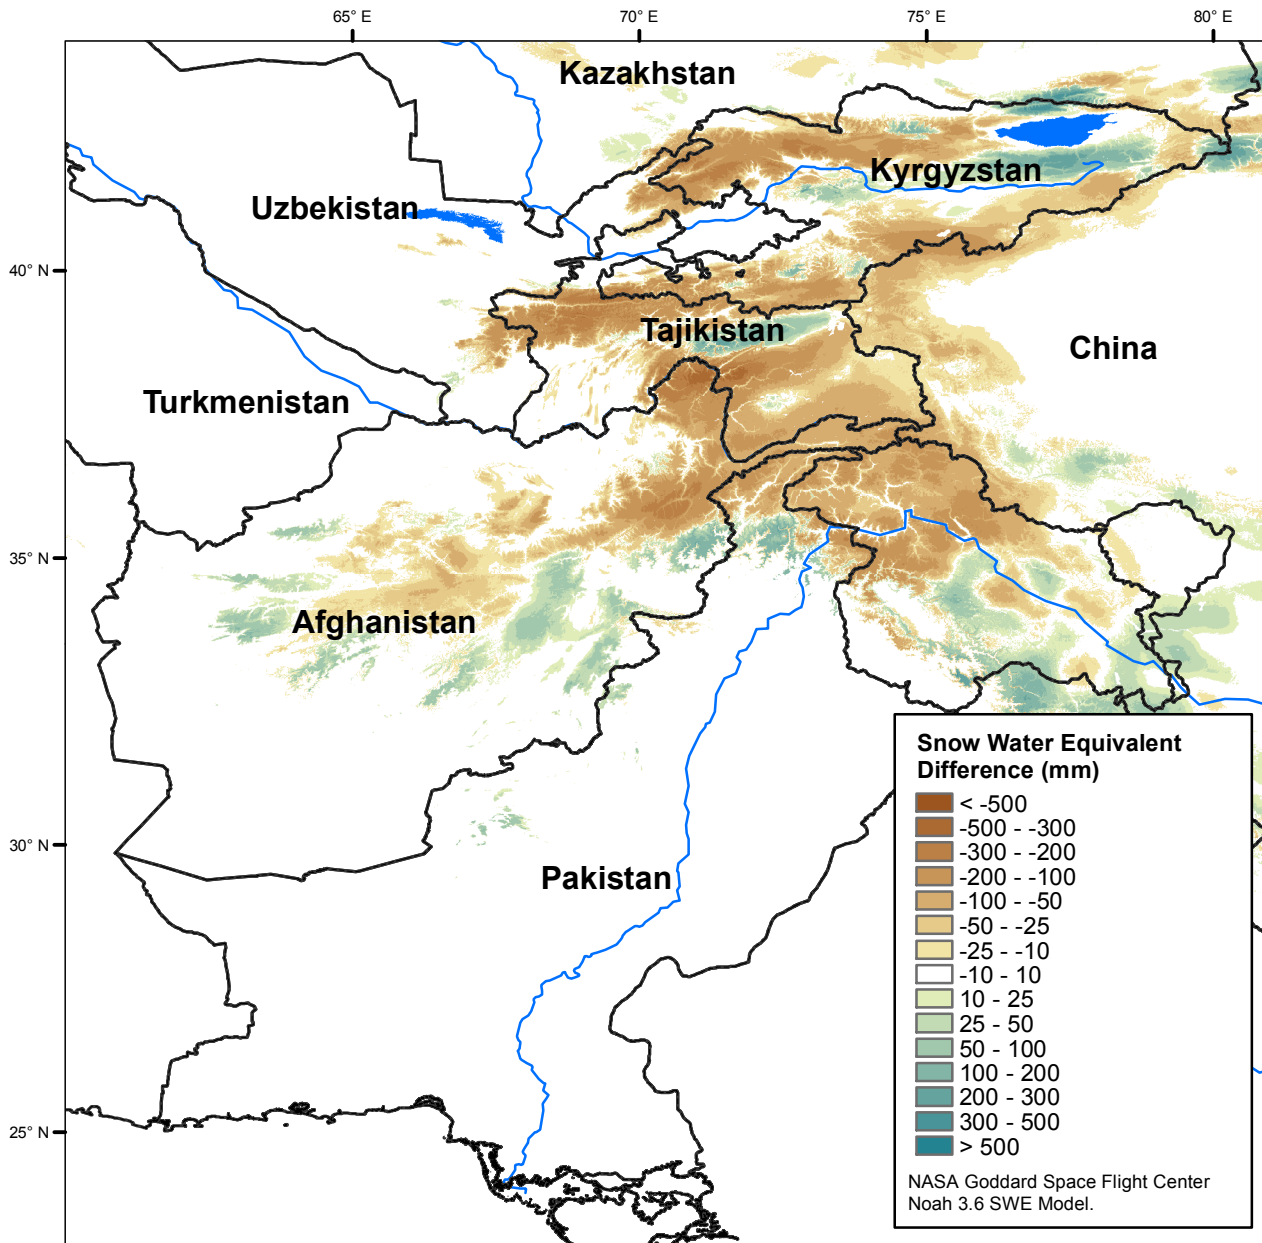 65° E
70° E
75° E
80° E
Kazakhstan
Kyrgyzstan
Uzbekistan
40° N
Tajikistan
China
Turkmenistan
35° N
Afghanistan
Snow Water Equivalent
Difference (mm)
< -500
-500 - -300
-300 - -200
-200 - -100
-100 - -50
-50 - -25
-25 - -10
-10 - 10
10 - 25
25 - 50
50 - 100
100 - 200
200 - 300
300 - 500
> 500
30° N
Pakistan
25° N
NASA Goddard Space Flight Center
Noah 3.6 SWE Model.